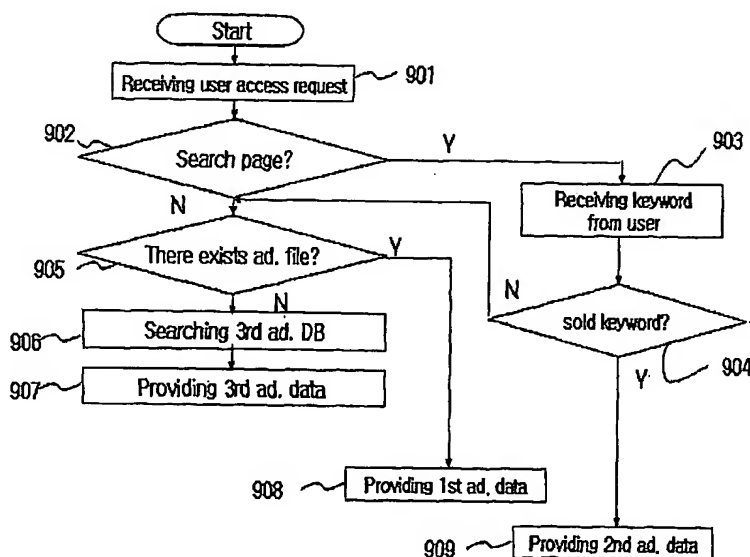 Start
Receiving user access request
901
902
Search page?
Y
903
Receiving keyword
from user
N
There exists ad. file?
Y
905
N
sold keyword?
N
904
Searching 3rd ad. DB
906
Y
Providing 3rd ad. data
907
908
Providing 1st ad. data
909
Providing 2nd ad. data